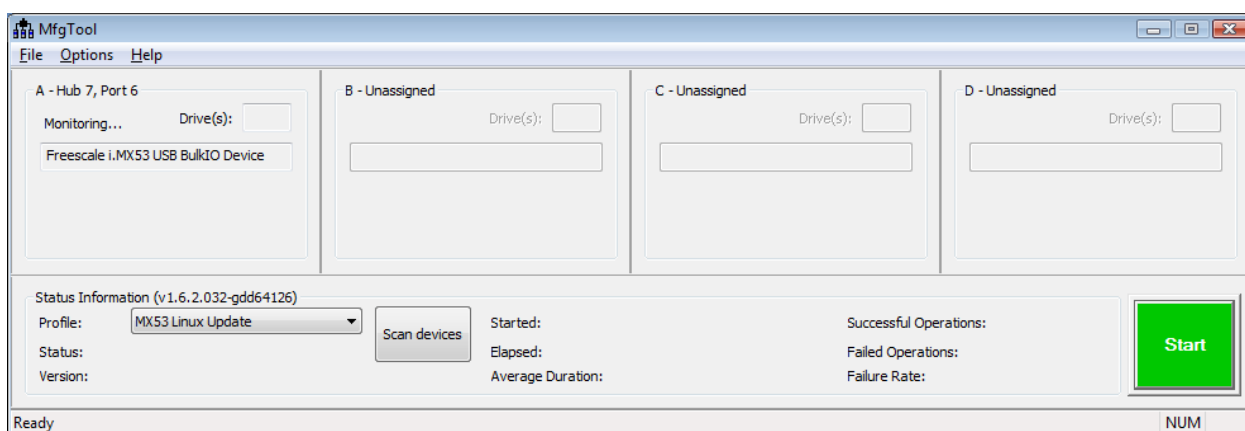 MfgTool
File Options Help
A - Hub 7, Port 6
Monitoring... Drive(s):
Freescale i.MX53 USB BulkIO Device
B - Unassigned
Drive(s):
C - Unassigned
Drive(s):
D - Unassigned
Drive(s):
Status Information (v1.6.2.032-gdd64126)
Profile: MX53 Linux Update
Status:
Version:
Scan devices
Started:
Elapsed:
Average Duration:
Successful Operations:
Failed Operations:
Failure Rate:
Start
Ready NUM